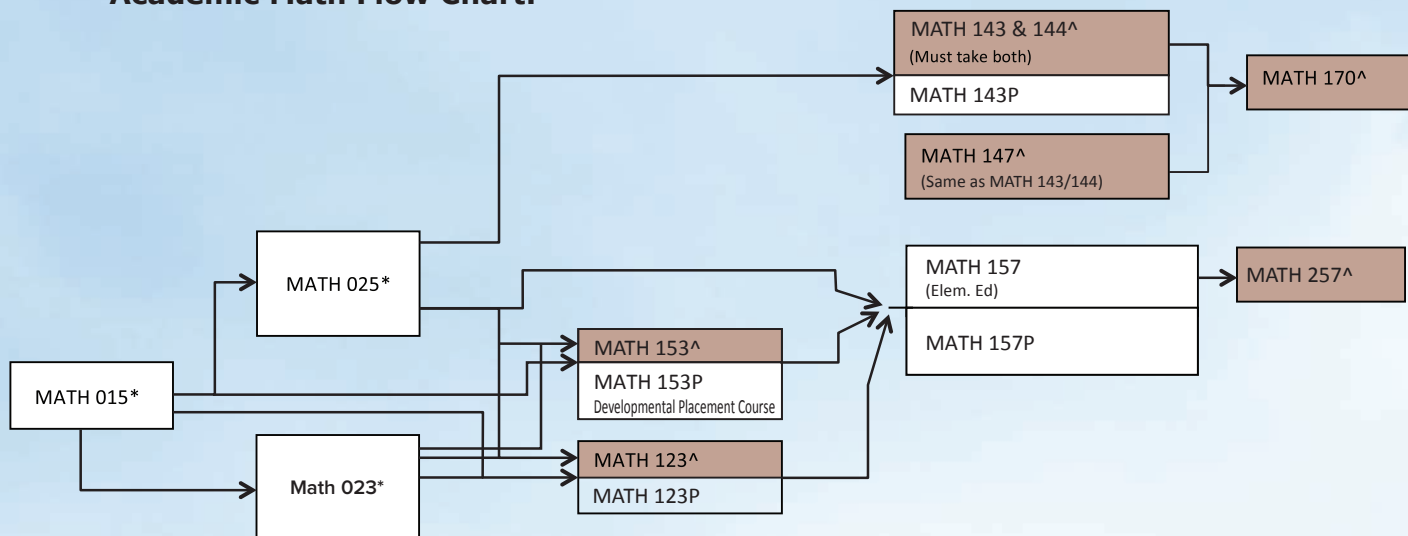 Academic Math Flow Chart:
MATH 143 & 144^
(Must take both)
MATH 143P
MATH 170^
MATH 147^
(Same as MATH 143/144)
MATH 025*
MATH 157
(Elem. Ed)
MATH 157P
MATH 257^
MATH 153^
MATH 153P
Developmental Placement Course
MATH 015*
MATH 123^
MATH 123P
Math 023*